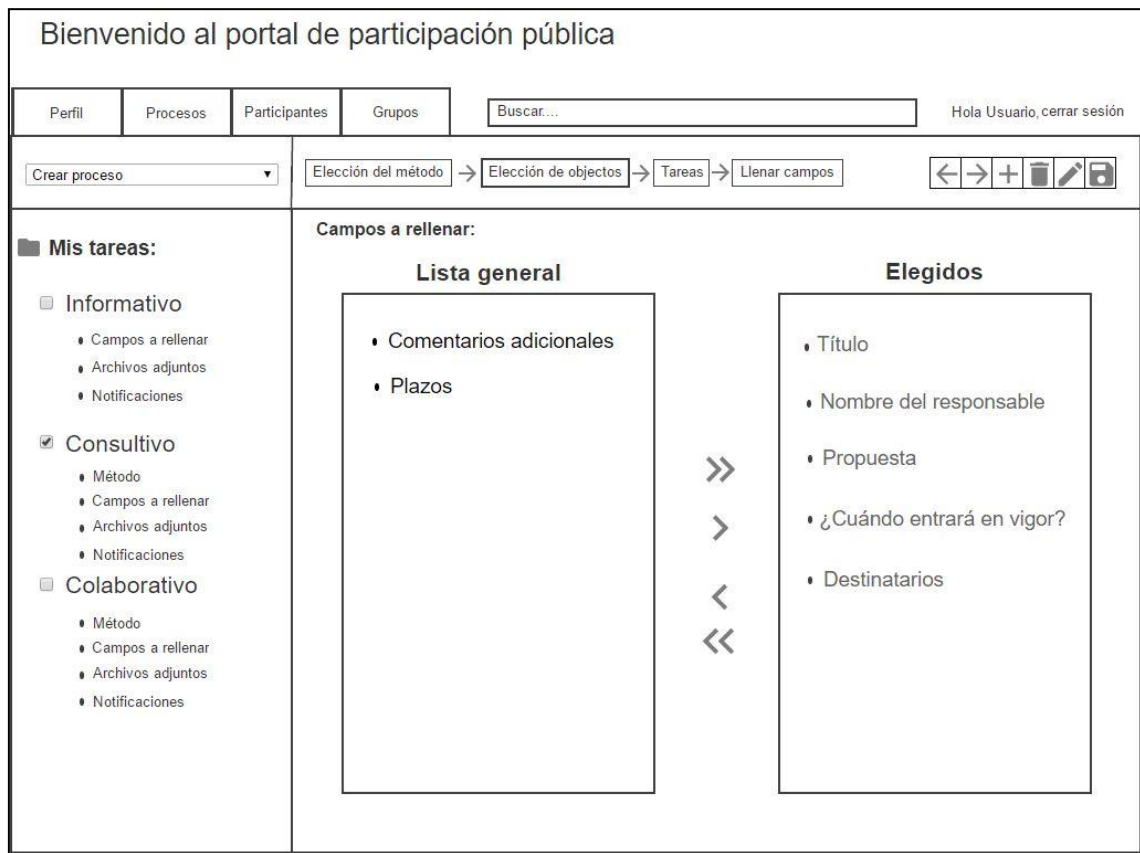 Bienvenido al portal de participación pública
Perfil
Procesos
Participantes
Grupos
Buscar....
Hola Usuario, cerrar sesión
Crear proceso
Elección del método
Elección de objetos
Tareas
Llenar campos
Mis tareas:
Informativo
Campos a rellenar
Archivos adjuntos
Notificaciones
Consultivo
Método
Campos a rellenar
Archivos adjuntos
Notificaciones
Colaborativo
Método
Campos a rellenar
Archivos adjuntos
Notificaciones
Campos a rellenar:
Lista general
Comentarios adicionales
Plazos
Elegidos
Título
Nombre del responsable
Propuesta
¿Cuándo entrará en vigor?
Destinatarios